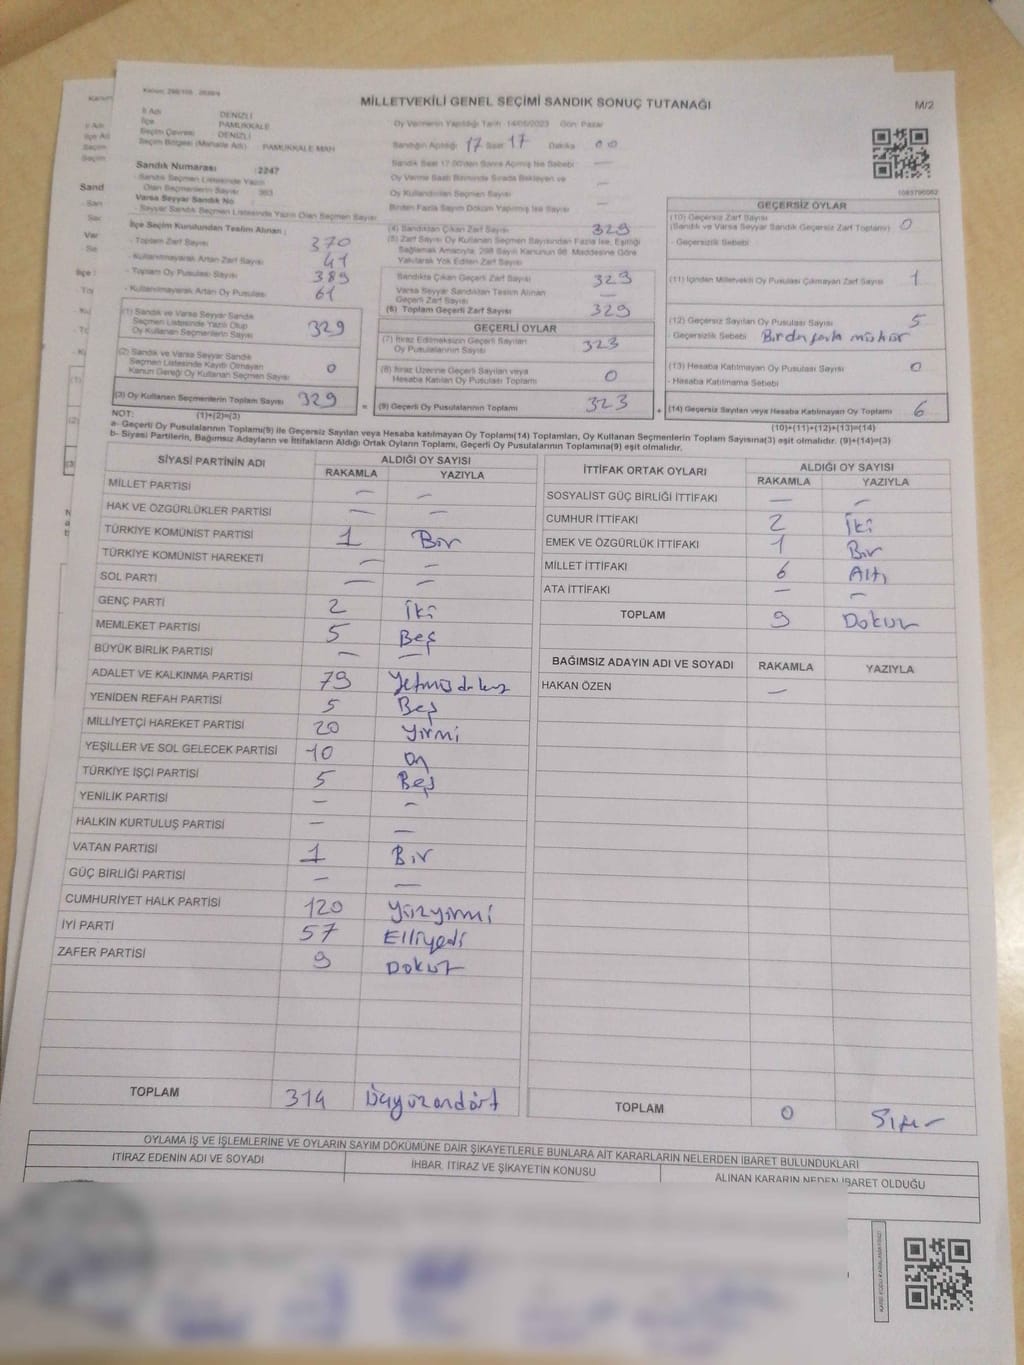 MİLLETVEKİLİ GENEL SEÇİMİ SANDIK SONUÇ TUTANAĞI
M/2
İl Adı DENİZLİ
İlçe PAMUKKALE
Seçim Çevresi DENİZLİ
Seçim Bölgesi (Mahalle Adı) PAMUKKALE MAH
Oy Vermenin Yapıldığı Tarih 14/05/2023 Gün Pazar
Sandığın Açıldığı 17 Saat 17 Dakika 00
Sandık Saat 17.00'den Sonra Açılmış İse Sebebi —
Oy Verme Saati Bitiminde Sırada Bekleyen ve
Oy Kullandırılan Seçmen Sayısı —
Birden Fazla Sayım Döküm Yapılmış İse Sayısı —
Sandık Numarası : 2247
- Sandık Seçmen Listesinde Yazılı
Olan Seçmenlerin Sayısı 363
Varsa Seyyar Sandık No
- Seyyar Sandık Seçmen Listesinde Yazılı Olan Seçmen Sayısı
İlçe Seçim Kurulundan Teslim Alınan :
- Toplam Zarf Sayısı 370
- Kullanılmayarak Artan Zarf Sayısı 41
- Toplam Oy Pusulası Sayısı 389
- Kullanılmayarak Artan Oy Pusulası 61
(1) Sandık ve Varsa Seyyar Sandık
Seçmen Listesinde Yazılı Olup
Oy Kullanan Seçmenlerin Sayısı 329
(2) Sandık ve Varsa Seyyar Sandık
Seçmen Listesinde Kayıtlı Olmayan
Kanun Gereği Oy Kullanan Seçmen Sayısı 0
(3) Oy Kullanan Seçmenlerin Toplam Sayısı 329
(4) Sandıktan Çıkan Zarf Sayısı 329
(5) Zarf Sayısı Oy Kullanan Seçmen Sayısından Fazla İse, Eşitliği
Sağlamak Amacıyla, 298 Sayılı Kanunun 98. Maddesine Göre
Yakılarak Yok Edilen Zarf Sayısı —
Sandıkta Çıkan Geçerli Zarf Sayısı 329
Varsa Seyyar Sandıktan Teslim Alınan
Geçerli Zarf Sayısı —
(6) Toplam Geçerli Zarf Sayısı 329
GEÇERLİ OYLAR
(7) İtiraz Edilmeksizin Geçerli Sayılan
Oy Pusulalarının Sayısı 323
(8) İtiraz Üzerine Geçerli Sayılan veya
Hesaba Katılan Oy Pusulası Toplamı 0
= (9) Geçerli Oy Pusulalarının Toplamı 323
1083796062
GEÇERSİZ OYLAR
(10) Geçersiz Zarf Sayısı
(Sandık ve Varsa Seyyar Sandık Geçersiz Zarf Toplamı) 0
- Geçersizlik Sebebi
(11) İçinden Milletvekili Oy Pusulası Çıkmayan Zarf Sayısı 1
(12) Geçersiz Sayılan Oy Pusulası Sayısı 5
- Geçersizlik Sebebi Birden fazla mühür
(13) Hesaba Katılmayan Oy Pusulası Sayısı 0
- Hesaba Katılmama Sebebi
+ (14) Geçersiz Sayılan veya Hesaba Katılmayan Oy Toplamı 6
NOT: (1)+(2)=(3)
(10)+(11)+(12)+(13)=(14)
a- Geçerli Oy Pusulalarının Toplamı(9) ile Geçersiz Sayılan veya Hesaba katılmayan Oy Toplamı(14) Toplamları, Oy Kullanan Seçmenlerin Toplam Sayısına(3) eşit olmalıdır. (9)+(14)=(3)
b- Siyasi Partilerin, Bağımsız Adayların ve İttifakların Aldığı Ortak Oyların Toplamı, Geçerli Oy Pusulalarının Toplamına(9) eşit olmalıdır.
SİYASİ PARTİNİN ADI ALDIĞI OY SAYISI
RAKAMLA YAZIYLA
MİLLET PARTİSİ — —
HAK VE ÖZGÜRLÜKLER PARTİSİ — —
TÜRKİYE KOMÜNİST PARTİSİ 1 Bir
TÜRKİYE KOMÜNİST HAREKETİ — —
SOL PARTİ — —
GENÇ PARTİ 2 İki
MEMLEKET PARTİSİ 5 Beş
BÜYÜK BİRLİK PARTİSİ — —
ADALET VE KALKINMA PARTİSİ 79 Yetmişdokuz
YENİDEN REFAH PARTİSİ 5 Beş
MİLLİYETÇİ HAREKET PARTİSİ 20 Yirmi
YEŞİLLER VE SOL GELECEK PARTİSİ 10 On
TÜRKİYE İŞÇİ PARTİSİ 5 Beş
YENİLİK PARTİSİ — —
HALKIN KURTULUŞ PARTİSİ — —
VATAN PARTİSİ 1 Bir
GÜÇ BİRLİĞİ PARTİSİ — —
CUMHURİYET HALK PARTİSİ 120 Yüzyirmi
İYİ PARTİ 57 Elliyedi
ZAFER PARTİSİ 9 Dokuz
TOPLAM 314 Üçyüzondört
İTTİFAK ORTAK OYLARI ALDIĞI OY SAYISI
RAKAMLA YAZIYLA
SOSYALİST GÜÇ BİRLİĞİ İTTİFAKI — —
CUMHUR İTTİFAKI 2 İki
EMEK VE ÖZGÜRLÜK İTTİFAKI 1 Bir
MİLLET İTTİFAKI 6 Altı
ATA İTTİFAKI — —
TOPLAM 9 Dokuz
BAĞIMSIZ ADAYIN ADI VE SOYADI RAKAMLA YAZIYLA
HAKAN ÖZEN —
TOPLAM 0 Sıfır
OYLAMA İŞ VE İŞLEMLERİNE VE OYLARIN SAYIM DÖKÜMÜNE DAİR ŞİKAYETLERLE BUNLARA AİT KARARLARIN NELERDEN İBARET BULUNDUKLARI
İTİRAZ EDENİN ADI VE SOYADI
İHBAR, İTİRAZ VE ŞİKAYETİN KONUSU
ALINAN KARARIN NEDEN İBARET OLDUĞU